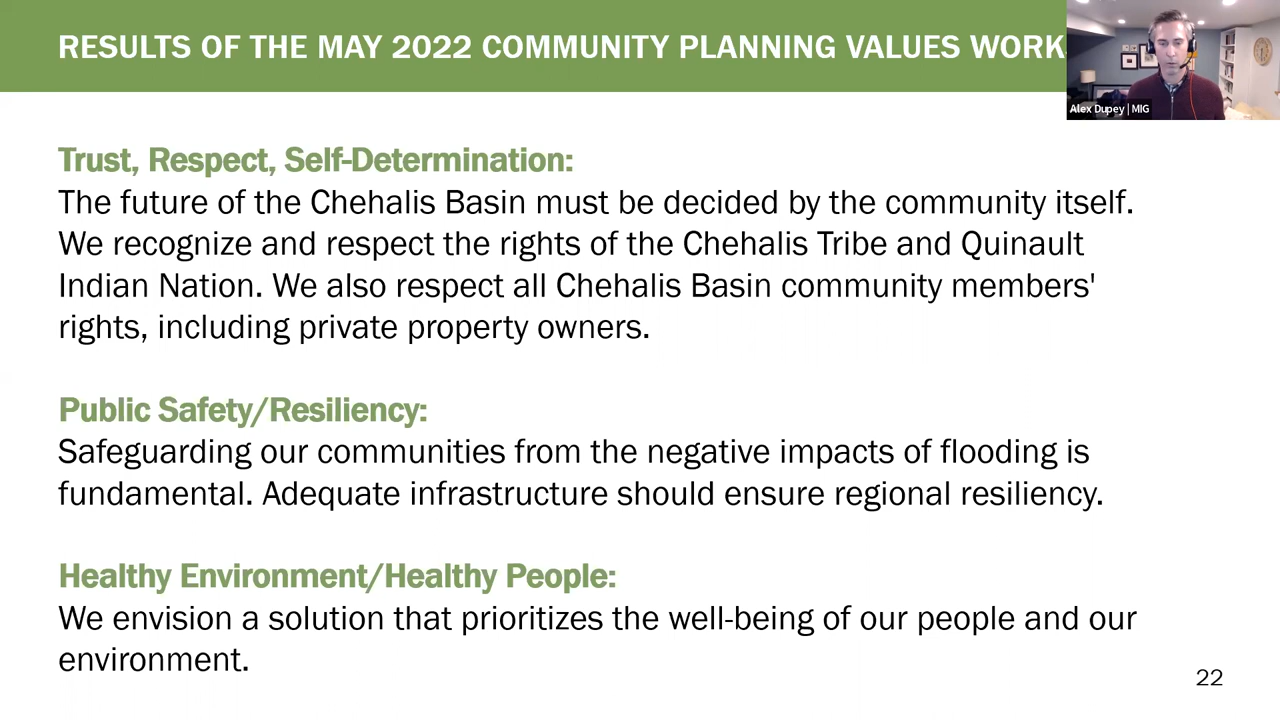 RESULTS OF THE MAY 2022 COMMUNITY PLANNING VALUES WORK
Alex Dupey | MIG
Trust, Respect, Self-Determination:
The future of the Chehalis Basin must be decided by the community itself.
We recognize and respect the rights of the Chehalis Tribe and Quinault
Indian Nation. We also respect all Chehalis Basin community members'
rights, including private property owners.
Public Safety/Resiliency:
Safeguarding our communities from the negative impacts of flooding is
fundamental. Adequate infrastructure should ensure regional resiliency.
Healthy Environment/Healthy People:
We envision a solution that prioritizes the well-being of our people and our
environment.
22